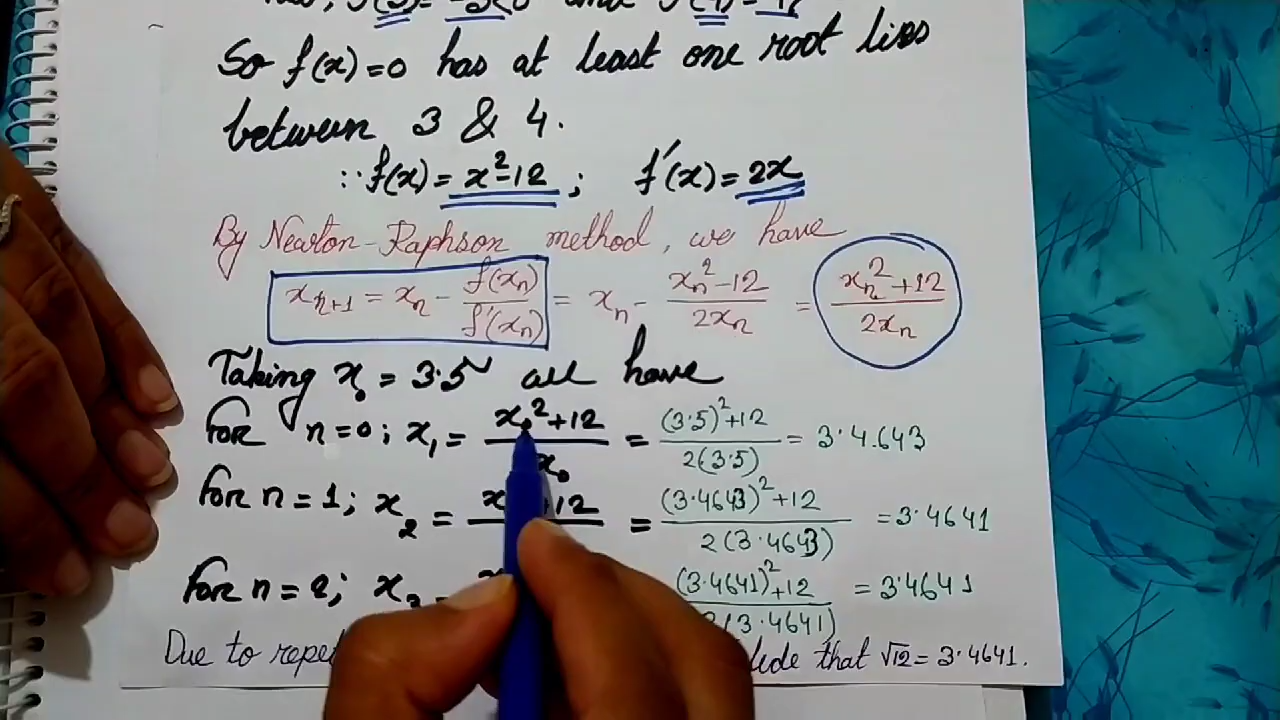 So f(x)=0 has at least one root lies
between 3 & 4.
∵ f(x) = x²-12 ; f'(x) = 2x
By Newton-Raphson method, we have
xₙ₊₁ = xₙ - f(xₙ)/f'(xₙ) = xₙ - (xₙ²-12)/2xₙ = (xₙ²+12)/2xₙ
Taking x₀ = 3.5 we have
For n=0; x₁ = (x₀²+12)/x₀ = ((3.5)²+12)/2(3.5) = 3.4.643
For n=1; x₂ = +12 = ((3.4643)²+12)/2(3.4643) = 3.4641
For n=2; x₃ = ((3.4641)²+12)/2(3.4641) = 3.4641
Due to that √12 = 3.4641.